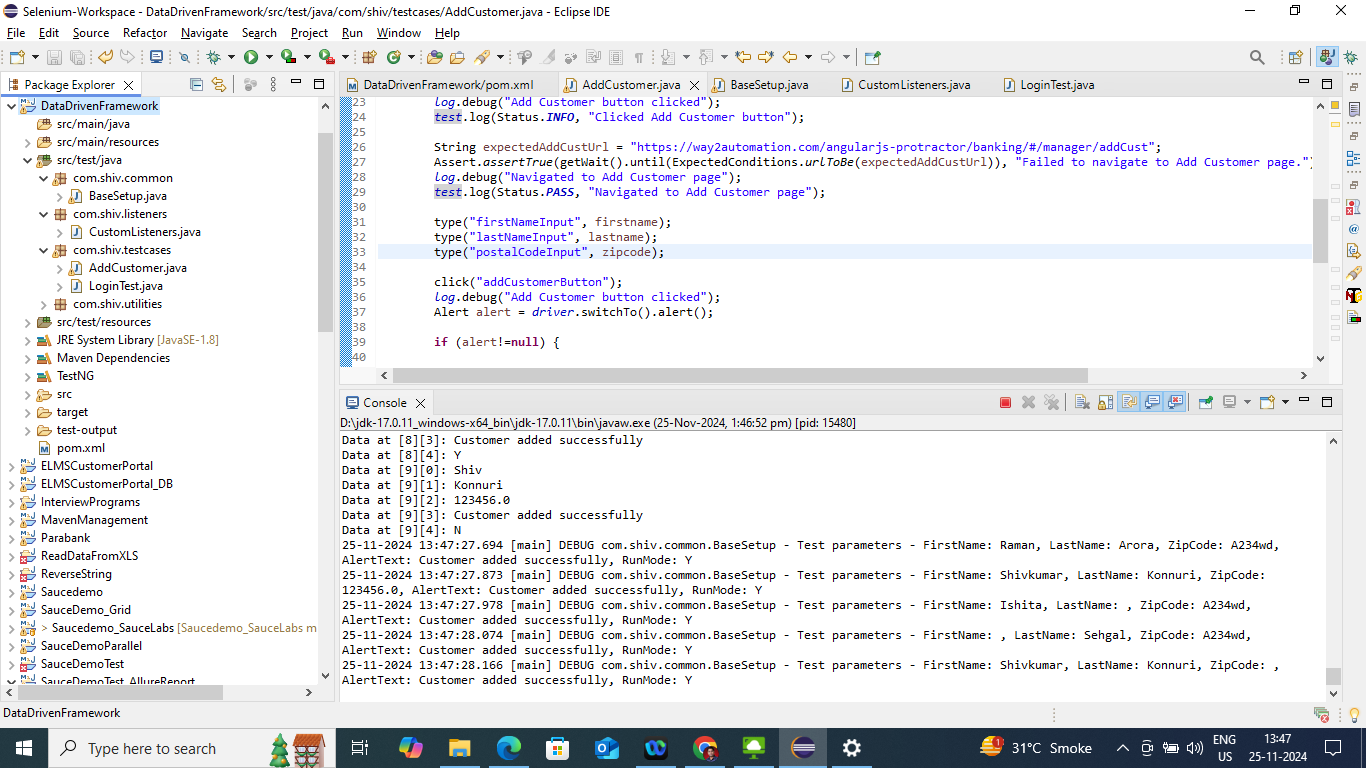 Selenium-Workspace - DataDrivenFramework/src/test/java/com/shiv/testcases/AddCustomer.java - Eclipse IDE
File Edit Source Refactor Navigate Search Project Run Window Help
Package Explorer
DataDrivenFramework
src/main/java
src/main/resources
src/test/java
com.shiv.common
BaseSetup.java
com.shiv.listeners
CustomListeners.java
com.shiv.testcases
AddCustomer.java
LoginTest.java
com.shiv.utilities
src/test/resources
JRE System Library [JavaSE-1.8]
Maven Dependencies
TestNG
src
target
test-output
pom.xml
ELMSCustomerPortal
ELMSCustomerPortal_DB
InterviewPrograms
MavenManagement
Parabank
ReadDataFromXLS
ReverseString
Saucedemo
SauceDemo_Grid
> Saucedemo_SauceLabs [Saucedemo_SauceLabs m
SauceDemoParallel
SauceDemoTest
SauceDemoTest_AllureReport
DataDrivenFramework/pom.xml AddCustomer.java BaseSetup.java CustomListeners.java LoginTest.java
23 log.debug("Add Customer button clicked");
24 test.log(Status.INFO, "Clicked Add Customer button");
25
26 String expectedAddCustUrl = "https://way2automation.com/angularjs-protractor/banking/#/manager/addCust";
27 Assert.assertTrue(getWait().until(ExpectedConditions.urlToBe(expectedAddCustUrl)), "Failed to navigate to Add Customer page.")
28 log.debug("Navigated to Add Customer page");
29 test.log(Status.PASS, "Navigated to Add Customer page");
30
31 type("firstNameInput", firstname);
32 type("lastNameInput", lastname);
33 type("postalCodeInput", zipcode);
34
35 click("addCustomerButton");
36 log.debug("Add Customer button clicked");
37 Alert alert = driver.switchTo().alert();
38
39 if (alert!=null) {
40
Console
D:\jdk-17.0.11_windows-x64_bin\jdk-17.0.11\bin\javaw.exe (25-Nov-2024, 1:46:52 pm) [pid: 15480]
Data at [8][3]: Customer added successfully
Data at [8][4]: Y
Data at [9][0]: Shiv
Data at [9][1]: Konnuri
Data at [9][2]: 123456.0
Data at [9][3]: Customer added successfully
Data at [9][4]: N
25-11-2024 13:47:27.694 [main] DEBUG com.shiv.common.BaseSetup - Test parameters - FirstName: Raman, LastName: Arora, ZipCode: A234wd,
AlertText: Customer added successfully, RunMode: Y
25-11-2024 13:47:27.873 [main] DEBUG com.shiv.common.BaseSetup - Test parameters - FirstName: Shivkumar, LastName: Konnuri, ZipCode:
123456.0, AlertText: Customer added successfully, RunMode: Y
25-11-2024 13:47:27.978 [main] DEBUG com.shiv.common.BaseSetup - Test parameters - FirstName: Ishita, LastName: , ZipCode: A234wd,
AlertText: Customer added successfully, RunMode: Y
25-11-2024 13:47:28.074 [main] DEBUG com.shiv.common.BaseSetup - Test parameters - FirstName: , LastName: Sehgal, ZipCode: A234wd,
AlertText: Customer added successfully, RunMode: Y
25-11-2024 13:47:28.166 [main] DEBUG com.shiv.common.BaseSetup - Test parameters - FirstName: Shivkumar, LastName: Konnuri, ZipCode: ,
AlertText: Customer added successfully, RunMode: Y
DataDrivenFramework
Type here to search
1
31°C Smoke
ENG
US
13:47
25-11-2024